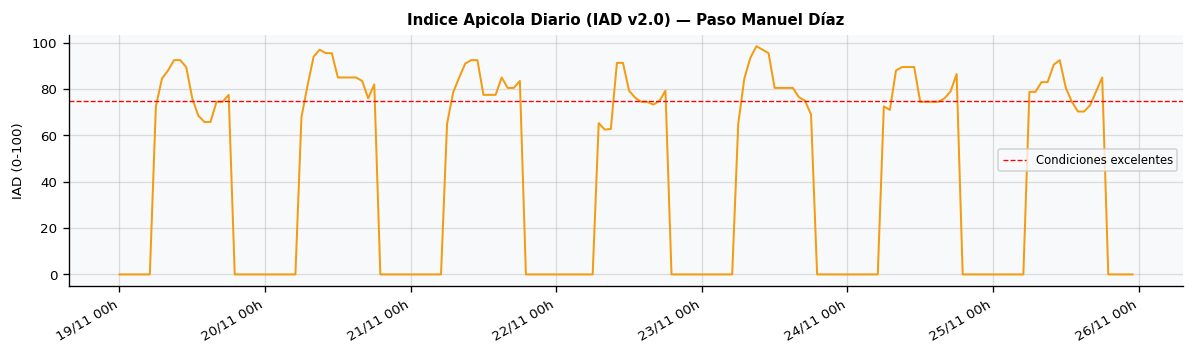 Indice Apicola Diario (IAD v2.0) — Paso Manuel Díaz
IAD (0-100)
100
80
60
40
20
0
Condiciones excelentes
19/11 00h
20/11 00h
21/11 00h
22/11 00h
23/11 00h
24/11 00h
25/11 00h
26/11 00h